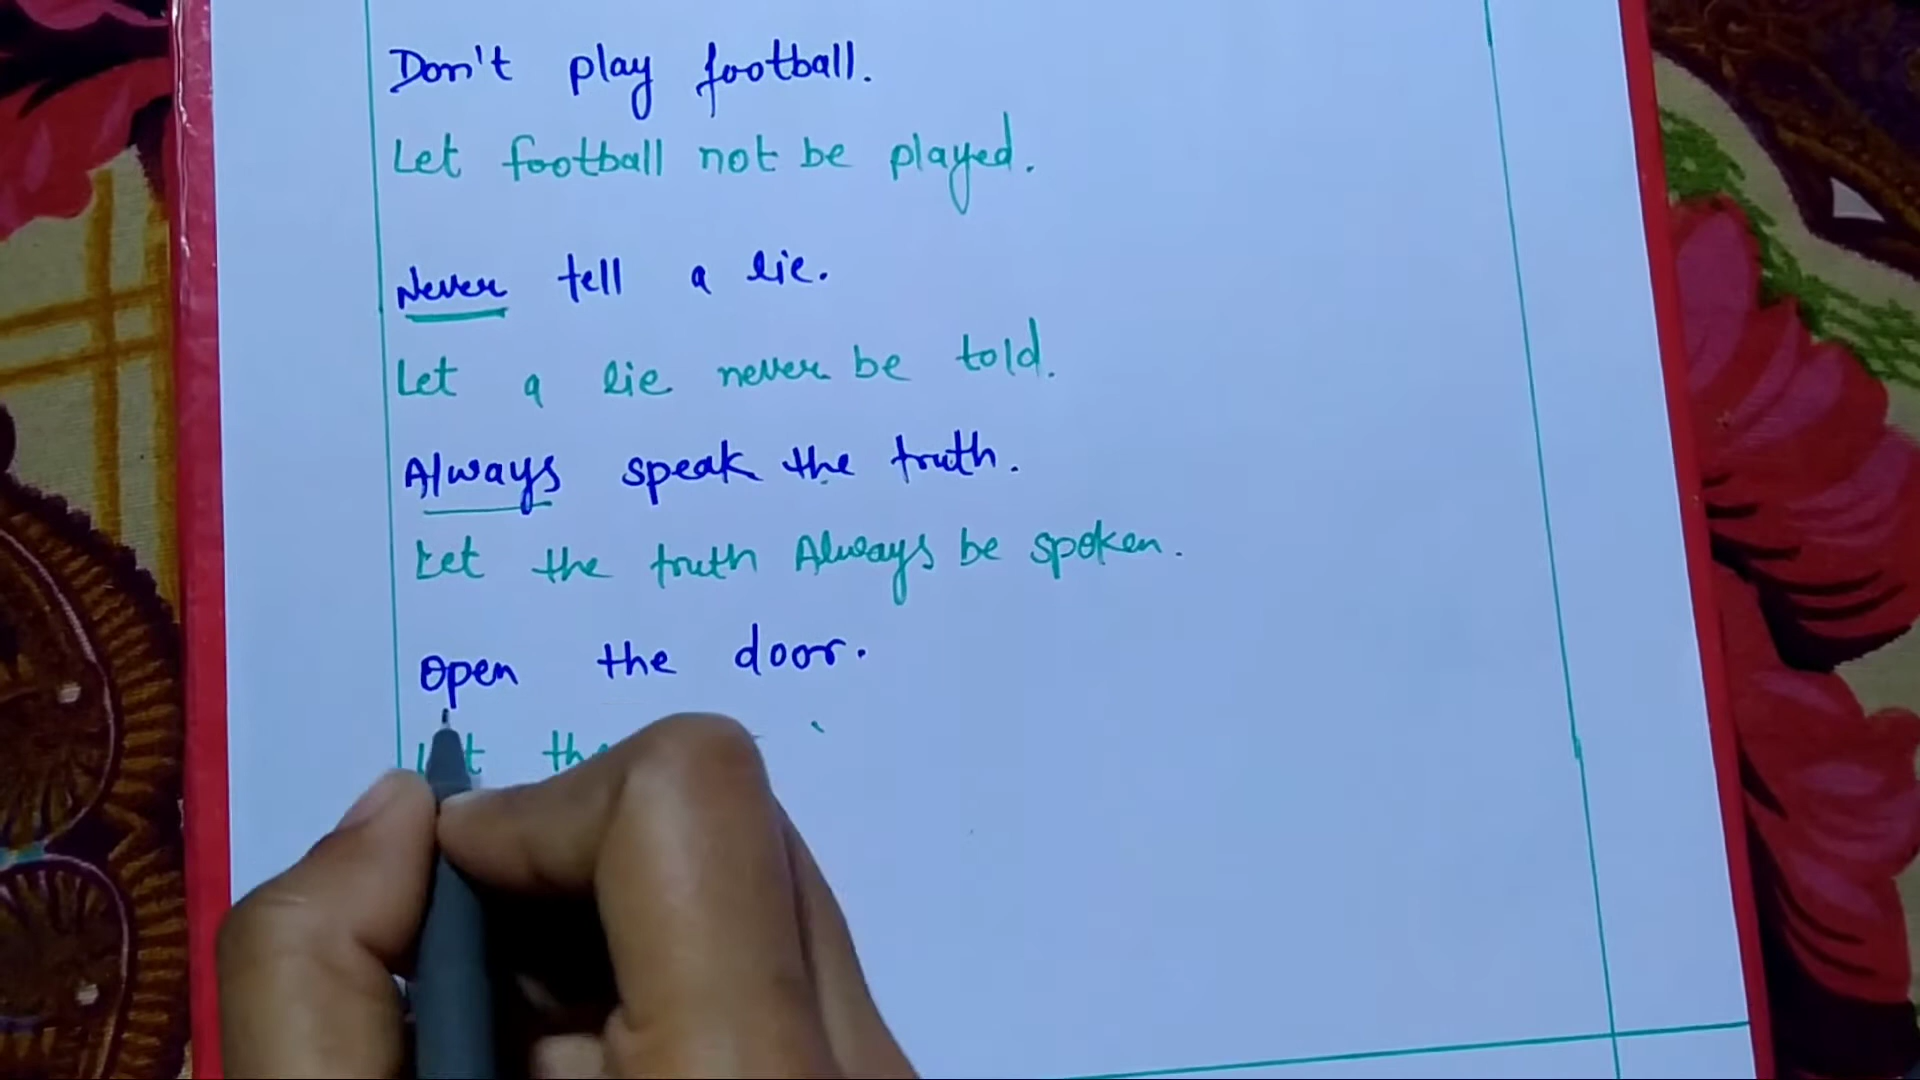 Don't play football.
Let football not be played.
Never tell a lie.
Let a lie never be told.
Always speak the truth.
Let the truth Always be spoken.
Open the door.